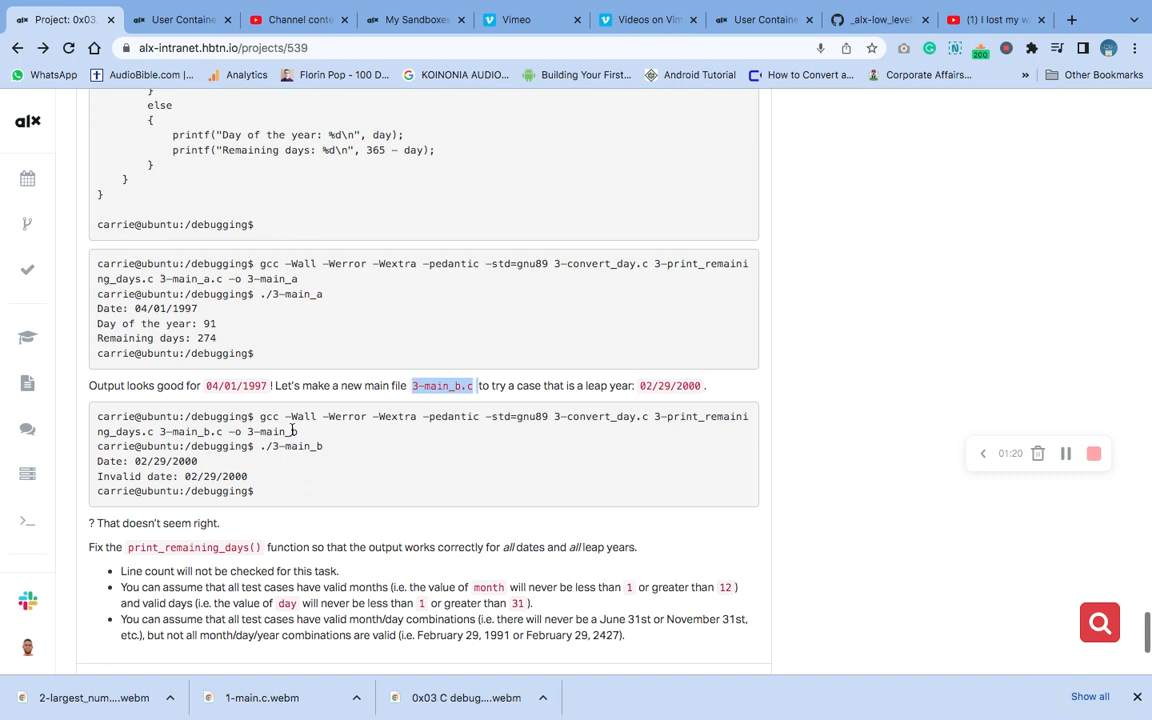 Project: 0x03.
User Containe
Channel conte
My Sandboxes
Vimeo
Videos on Vim
User Containe
_alx-low_level
(1) I lost my w
alx-intranet.hbtn.io/projects/539
200
WhatsApp
AudioBible.com |...
Analytics
Florin Pop - 100 D...
KOINONIA AUDIO...
Building Your First...
Android Tutorial
How to Convert a...
Corporate Affairs...
»
Other Bookmarks
alx
}
else
{
printf("Day of the year: %d\n", day);
printf("Remaining days: %d\n", 365 - day);
}
}
}
carrie@ubuntu:/debugging$
carrie@ubuntu:/debugging$ gcc -Wall -Werror -Wextra -pedantic -std=gnu89 3-convert_day.c 3-print_remaini
ng_days.c 3-main_a.c -o 3-main_a
carrie@ubuntu:/debugging$ ./3-main_a
Date: 04/01/1997
Day of the year: 91
Remaining days: 274
carrie@ubuntu:/debugging$
Output looks good for 04/01/1997 ! Let's make a new main file 3-main_b.c to try a case that is a leap year: 02/29/2000 .
carrie@ubuntu:/debugging$ gcc -Wall -Werror -Wextra -pedantic -std=gnu89 3-convert_day.c 3-print_remaini
ng_days.c 3-main_b.c -o 3-main_b
carrie@ubuntu:/debugging$ ./3-main_b
Date: 02/29/2000
Invalid date: 02/29/2000
carrie@ubuntu:/debugging$
01:20
? That doesn't seem right.
Fix the print_remaining_days() function so that the output works correctly for all dates and all leap years.
• Line count will not be checked for this task.
• You can assume that all test cases have valid months (i.e. the value of month will never be less than 1 or greater than 12 )
and valid days (i.e. the value of day will never be less than 1 or greater than 31 ).
• You can assume that all test cases have valid month/day combinations (i.e. there will never be a June 31st or November 31st,
etc.), but not all month/day/year combinations are valid (i.e. February 29, 1991 or February 29, 2427).
2-largest_num....webm
1-main.c.webm
0x03 C debug....webm
Show all